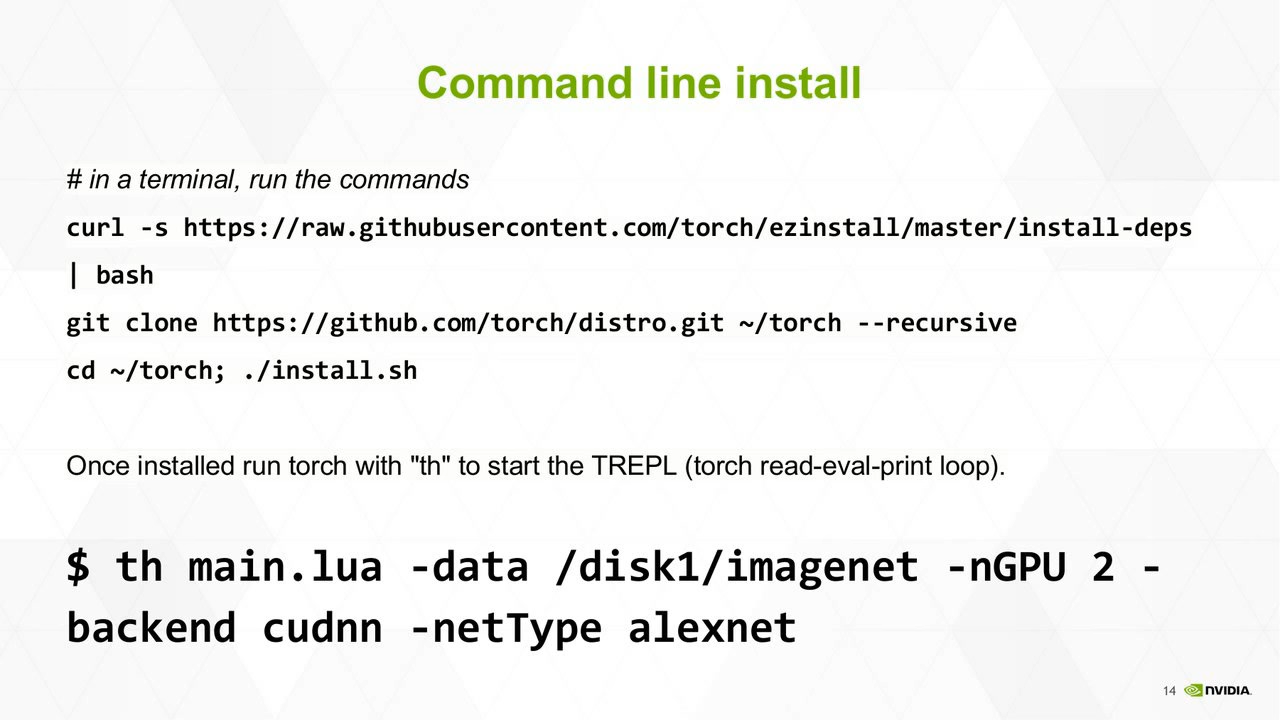 Command line install
# in a terminal, run the commands
curl -s https://raw.githubusercontent.com/torch/ezinstall/master/install-deps
| bash
git clone https://github.com/torch/distro.git ~/torch --recursive
cd ~/torch; ./install.sh
Once installed run torch with "th" to start the TREPL (torch read-eval-print loop).
$ th main.lua -data /disk1/imagenet -nGPU 2 -
backend cudnn -netType alexnet
14 NVIDIA.